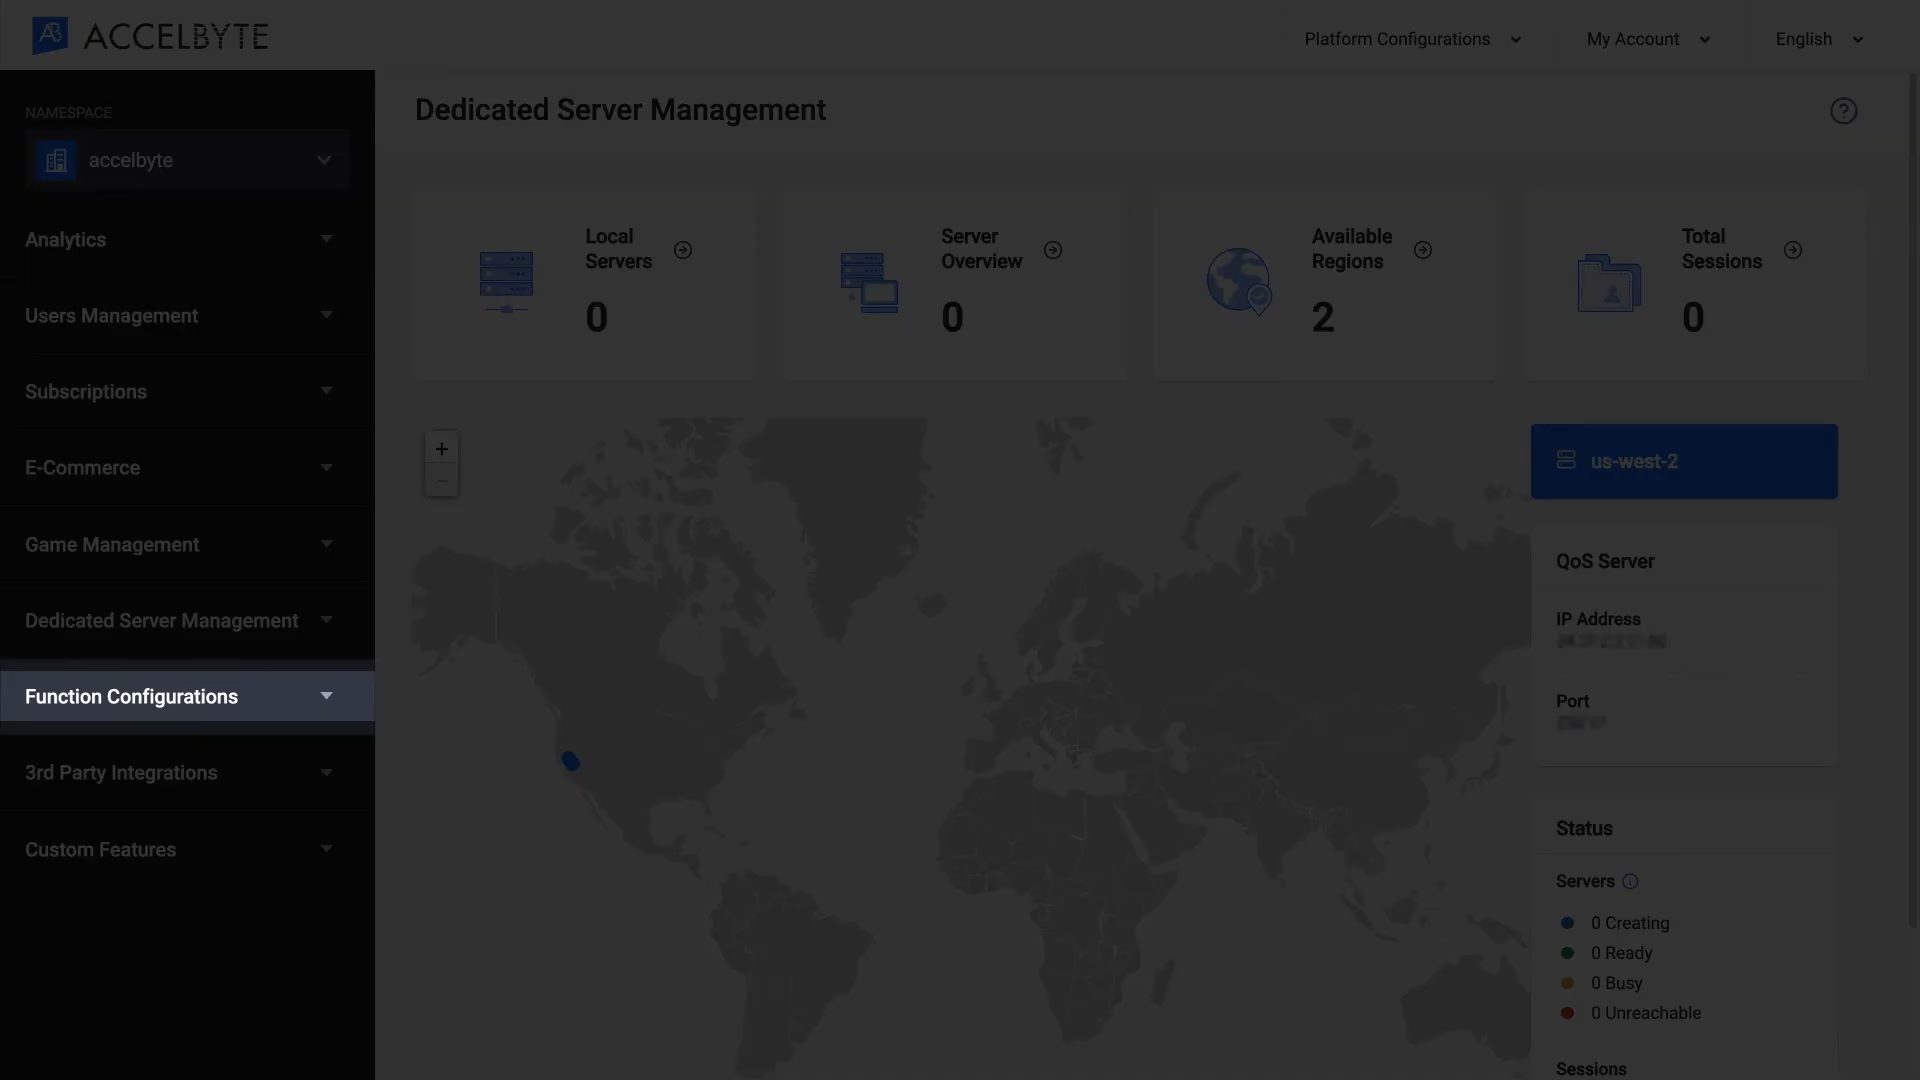 ACCELBYTE
Platform Configurations
My Account
English
NAMESPACE
accelbyte
Analytics
Users Management
Subscriptions
E-Commerce
Game Management
Dedicated Server Management
Function Configurations
3rd Party Integrations
Custom Features
Dedicated Server Management
Local
Servers
0
Server
Overview
0
Available
Regions
2
Total
Sessions
0
+
−
us-west-2
QoS Server
IP Address
Port
Status
Servers
0 Creating
0 Ready
0 Busy
0 Unreachable
Sessions